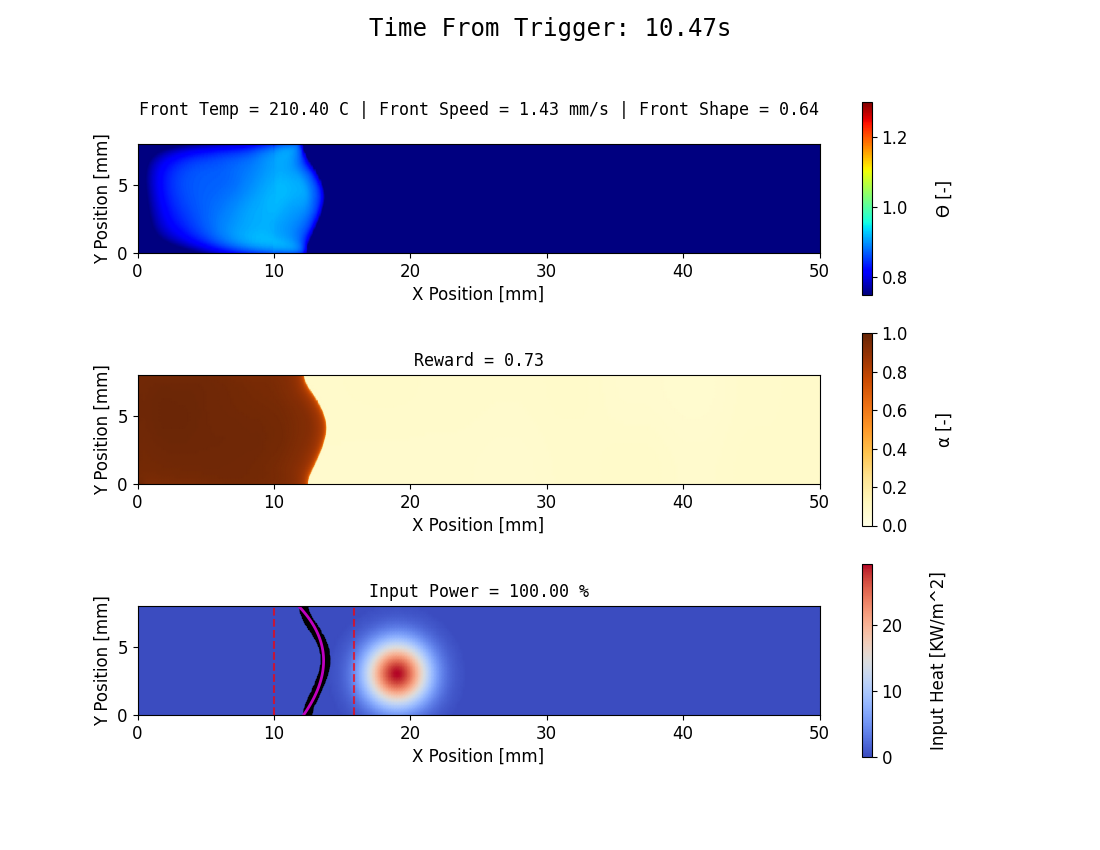 Time From Trigger: 10.47s
Front Temp = 210.40 C | Front Speed = 1.43 mm/s | Front Shape = 0.64
Y Position [mm]
5
0
0 10 20 30 40 50
X Position [mm]
1.2
1.0
0.8
Θ [-]
Reward = 0.73
Y Position [mm]
5
0
0 10 20 30 40 50
X Position [mm]
1.0
0.8
0.6
0.4
0.2
0.0
α [-]
Input Power = 100.00 %
Y Position [mm]
5
0
0 10 20 30 40 50
X Position [mm]
20
10
0
Input Heat [KW/m^2]